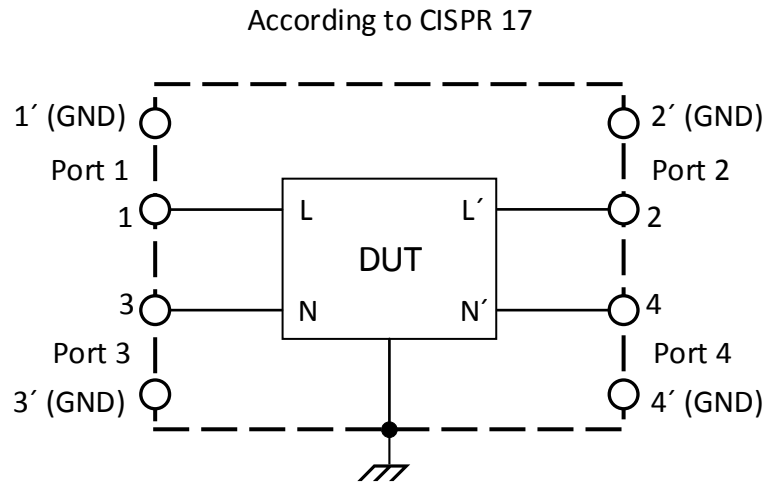 According to CISPR 17
1´ (GND)
2´ (GND)
Port 1
Port 2
1
L
L´
2
DUT
3
N
N´
4
Port 3
Port 4
3´ (GND)
4´ (GND)